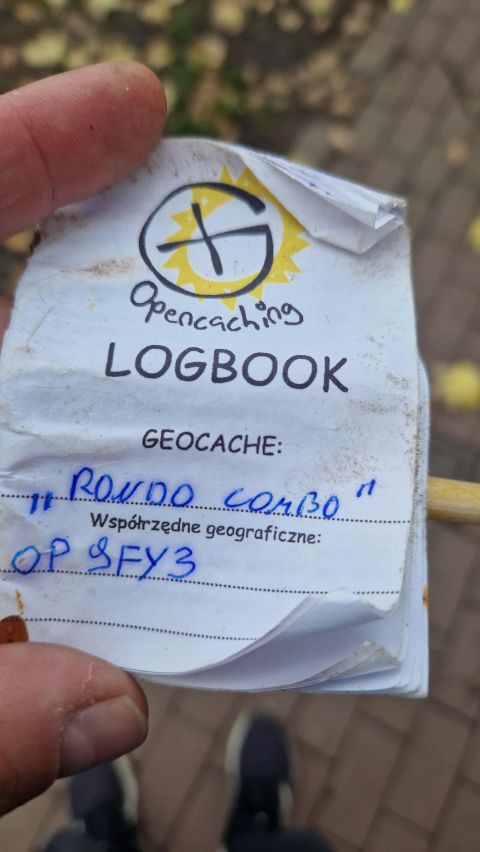 Opencaching
LOGBOOK
GEOCACHE:
„RONDO COMBO"
Współrzędne geograficzne:
OP 9FY3